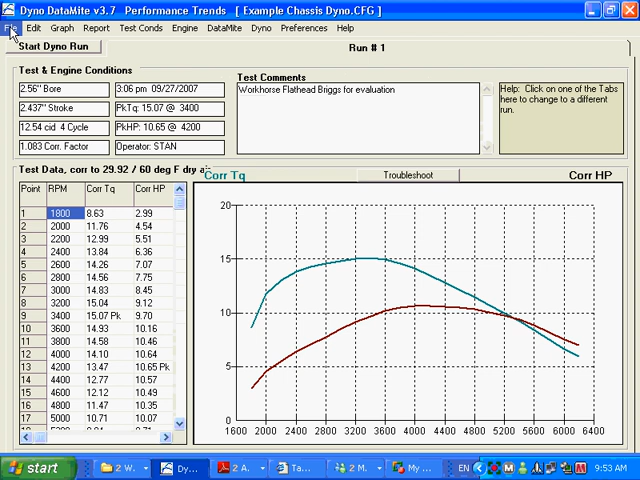 Dyno DataMite v3.7 Performance Trends [ Example Chassis Dyno.CFG ]
File Edit Graph Report Test Conds Engine DataMite Dyno Preferences Help
Start Dyno Run
Run # 1
Test & Engine Conditions
2.56" Bore 3:06 pm 09/27/2007
2.437" Stroke PkTq: 15.07 @ 3400
12.54 cid 4 Cycle PkHP: 10.65 @ 4200
1.083 Corr. Factor Operator: STAN
Test Comments
Workhorse Flathead Briggs for evaluation
Help: Click on one of the Tabs
here to change to a different
run.
Test Data, corr to 29.92 / 60 deg F dry
Point RPM Corr Tq Corr HP
1 1800 8.63 2.99
2 2000 11.76 4.54
3 2200 12.99 5.51
4 2400 13.84 6.36
5 2600 14.26 7.07
6 2800 14.56 7.75
7 3000 14.83 8.45
8 3200 15.04 9.12
9 3400 15.07 Pk 9.70
10 3600 14.93 10.16
11 3800 14.58 10.46
12 4000 14.10 10.64
13 4200 13.47 10.65 Pk
14 4400 12.77 10.57
15 4600 12.12 10.49
16 4800 11.47 10.35
17 5000 10.71 10.07
Corr Tq Troubleshoot Corr HP
20
15
10
5
0
1600 2000 2400 2800 3200 3600 4000 4400 4800 5200 5600 6000 6400
start 2 W. Dy... 2 A. Ta... 2 M. My ... EN 9:53 AM